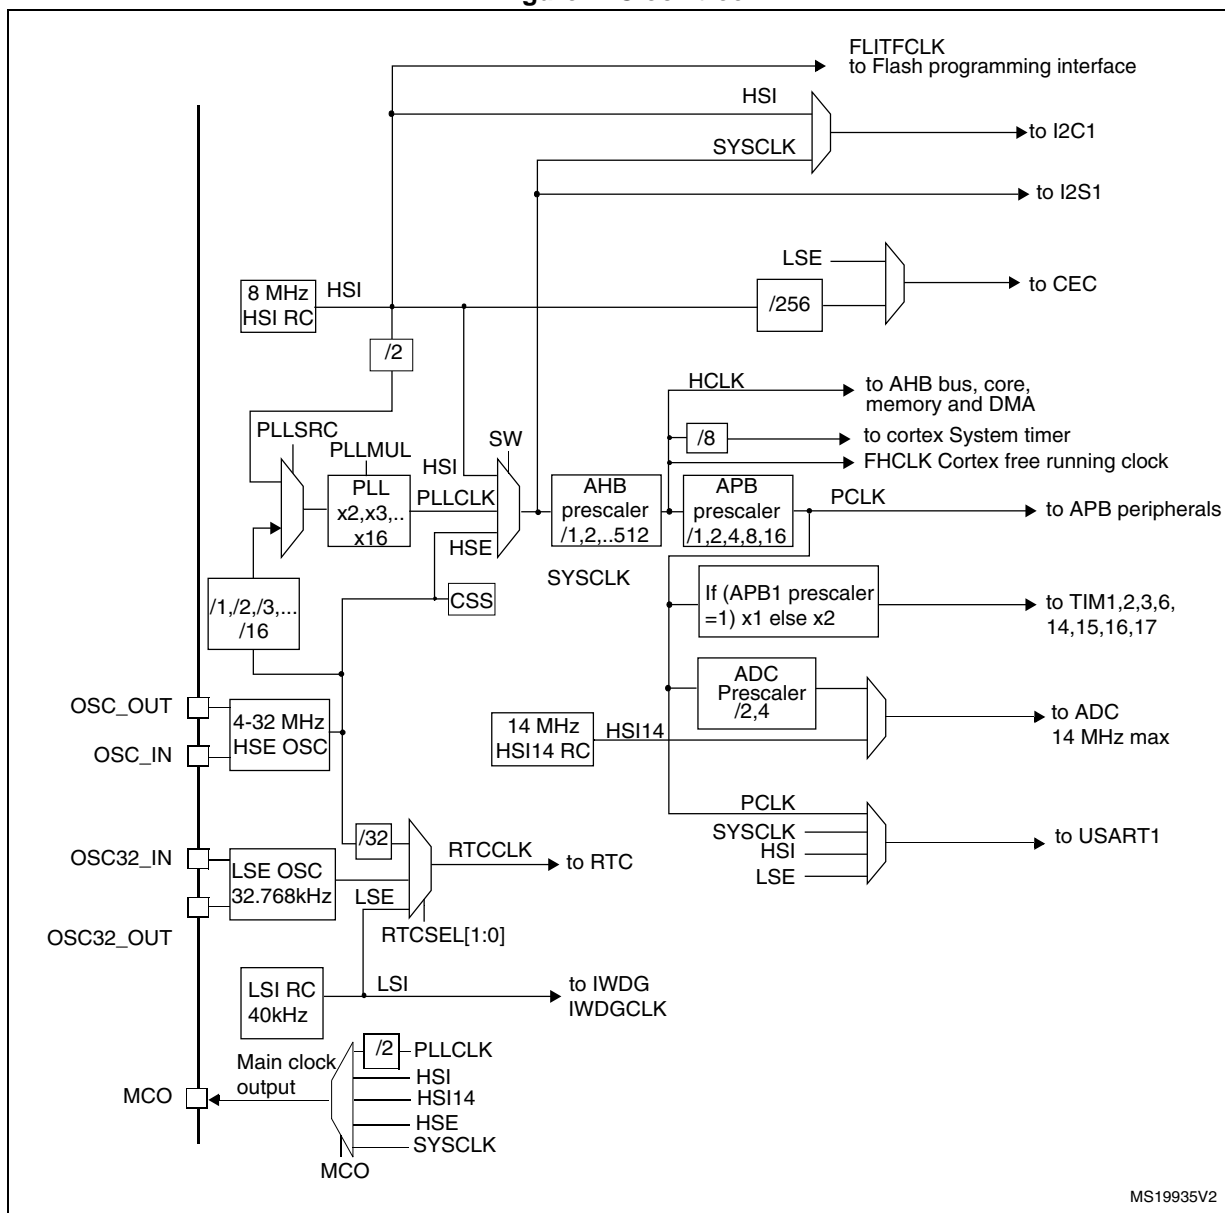 FLITFCLK
to Flash programming interface
HSI
to I2C1
SYSCLK
to I2S1
LSE
to CEC
8 MHz
HSI RC
HSI
/256
/2
HCLK
to AHB bus, core,
memory and DMA
/8
to cortex System timer
FHCLK Cortex free running clock
PLLSRC
PLLMUL
SW
HSI
PLL
x2,x3,..
x16
PLLCLK
HSE
AHB
prescaler
/1,2,..512
APB
prescaler
/1,2,4,8,16
PCLK
to APB peripherals
SYSCLK
CSS
/1,/2,/3,...
/16
If (APB1 prescaler
=1) x1 else x2
to TIM1,2,3,6,
14,15,16,17
OSC_OUT
OSC_IN
4-32 MHz
HSE OSC
ADC
Prescaler
/2,4
14 MHz
HSI14 RC
HSI14
to ADC
14 MHz max
PCLK
SYSCLK
HSI
LSE
to USART1
/32
OSC32_IN
OSC32_OUT
LSE OSC
32.768kHz
LSE
RTCCLK
to RTC
RTCSEL[1:0]
LSI RC
40kHz
LSI
to IWDG
IWDGCLK
/2
PLLCLK
HSI
HSI14
HSE
SYSCLK
Main clock
output
MCO
MCO
MS19935V2